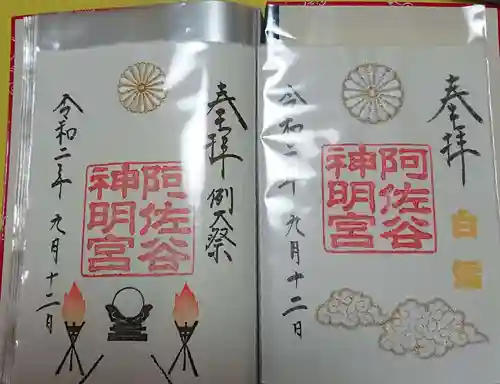 奉拝
白露
阿佐谷
神明宮
令和二年 九月十二日
奉拝 例大祭
阿佐谷
神明宮
令和二年 九月十二日